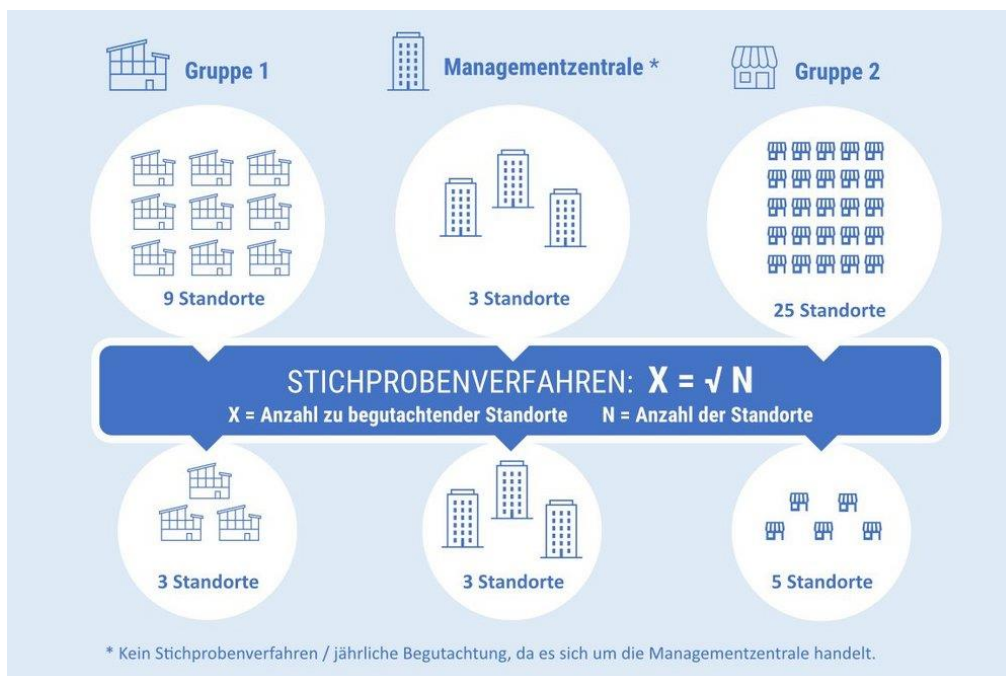 Gruppe 1
Managementzentrale *
Gruppe 2
9 Standorte
3 Standorte
25 Standorte
STICHPROBENVERFAHREN: X = √ N
X = Anzahl zu begutachtender Standorte N = Anzahl der Standorte
3 Standorte
3 Standorte
5 Standorte
* Kein Stichprobenverfahren / jährliche Begutachtung, da es sich um die Managementzentrale handelt.